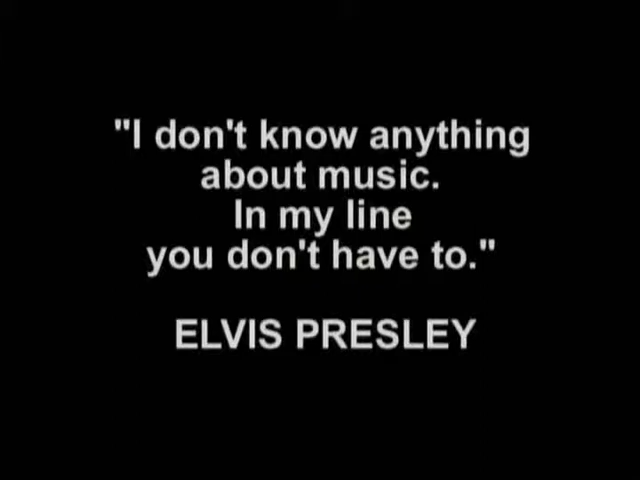 "I don't know anything
about music.
In my line
you don't have to."
ELVIS PRESLEY